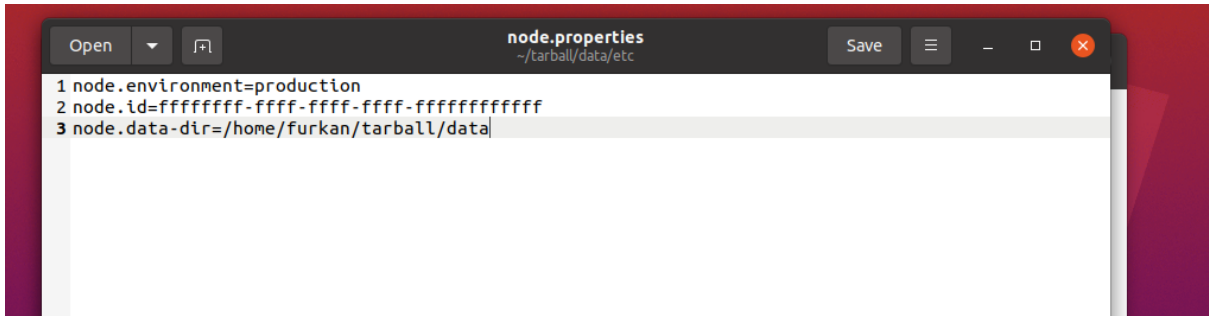 Open
node.properties
~/tarball/data/etc
Save
1 node.environment=production
2 node.id=ffffffff-ffff-ffff-ffff-ffffffffffff
3 node.data-dir=/home/furkan/tarball/data